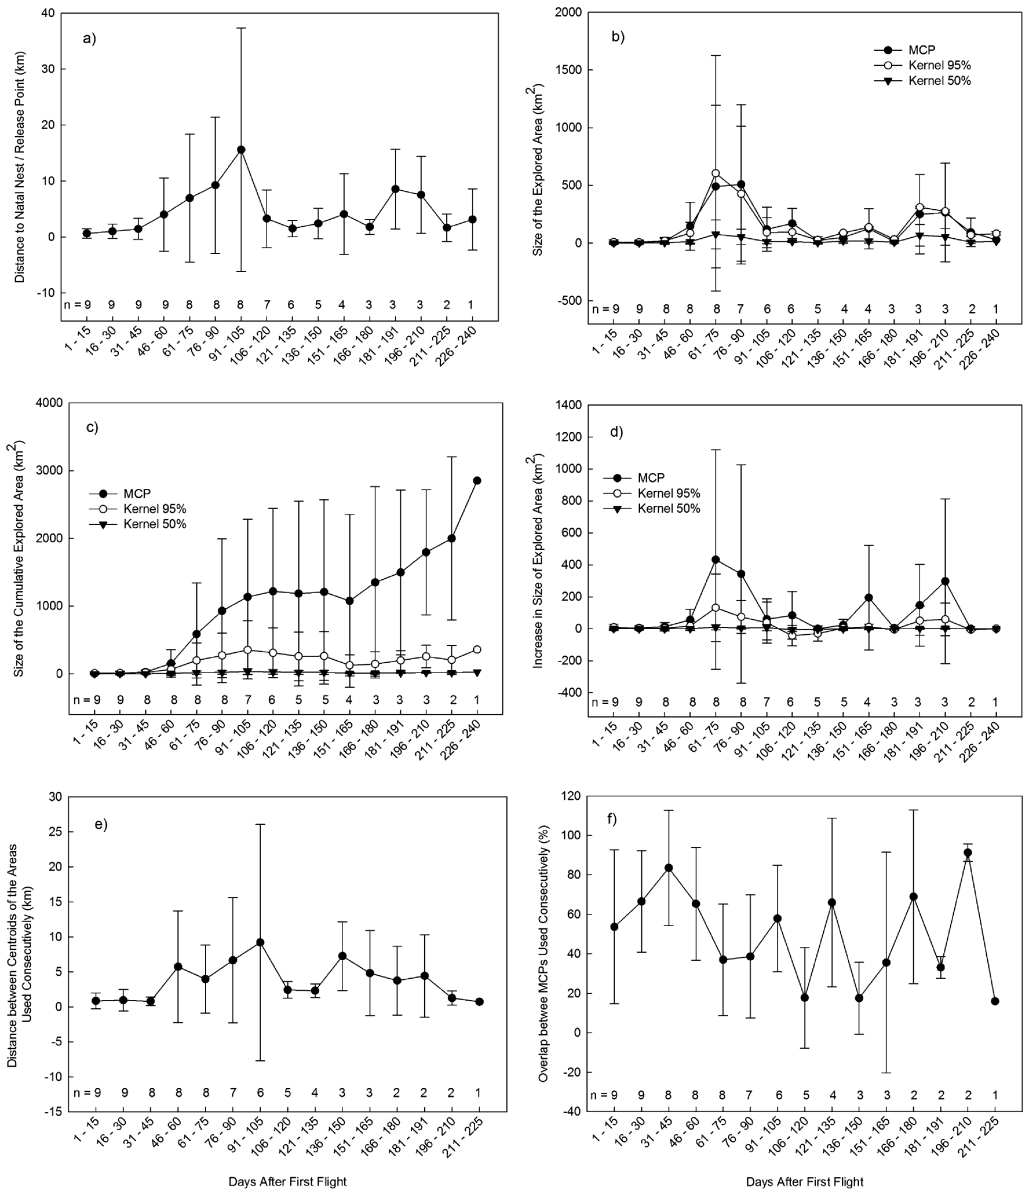 a)
Distance to Natal Nest / Release Point (km)
40
30
20
10
0
-10
n = 9 9 9 9 8 8 8 7 6 5 4 3 3 3 2 1
1 - 15 16 - 30 31 - 45 46 - 60 61 - 75 76 - 90 91 - 105 106 - 120 121 - 135 136 - 150 151 - 165 166 - 180 181 - 191 196 - 210 211 - 225 226 - 240
b)
Size of the Explored Area (km2)
2000
1500
1000
500
0
-500
MCP
Kernel 95%
Kernel 50%
n = 9 9 8 8 8 7 6 6 5 4 4 3 3 3 2 1
1 - 15 16 - 30 31 - 45 46 - 60 61 - 75 76 - 90 91 - 105 106 - 120 121 - 135 136 - 150 151 - 165 166 - 180 181 - 191 196 - 210 211 - 225 226 - 240
c)
Size of the Cumulative Explored Area (km2)
4000
3000
2000
1000
0
MCP
Kernel 95%
Kernel 50%
n = 9 9 8 8 8 8 7 6 5 5 4 3 3 3 2 1
1 - 15 16 - 30 31 - 45 46 - 60 61 - 75 76 - 90 91 - 105 106 - 120 121 - 135 136 - 150 151 - 165 166 - 180 181 - 191 196 - 210 211 - 225 226 - 240
d)
Increase in Size of Explored Area (km2)
1400
1200
1000
800
600
400
200
0
-200
-400
MCP
Kernel 95%
Kernel 50%
n = 9 9 8 8 8 8 7 6 5 5 4 3 3 3 2 1
1 - 15 16 - 30 31 - 45 46 - 60 61 - 75 76 - 90 91 - 105 106 - 120 121 - 135 136 - 150 151 - 165 166 - 180 181 - 191 196 - 210 211 - 225 226 - 240
e)
Distance between Centroids of the Areas
Used Consecutively (km)
30
25
20
15
10
5
0
-5
-10
-15
n = 9 9 8 8 8 7 6 5 4 3 3 2 2 2 1
1 - 15 16 - 30 31 - 45 46 - 60 61 - 75 76 - 90 91 - 105 106 - 120 121 - 135 136 - 150 151 - 165 166 - 180 181 - 191 196 - 210 211 - 225
Days After First Flight
f)
Overlap betwee MCPs Used Consecutively (%)
120
100
80
60
40
20
0
-20
-40
n = 9 9 8 8 8 7 6 5 4 3 3 2 2 2 1
1 - 15 16 - 30 31 - 45 46 - 60 61 - 75 76 - 90 91 - 105 106 - 120 121 - 135 136 - 150 151 - 165 166 - 180 181 - 191 196 - 210 211 - 225
Days After First Flight